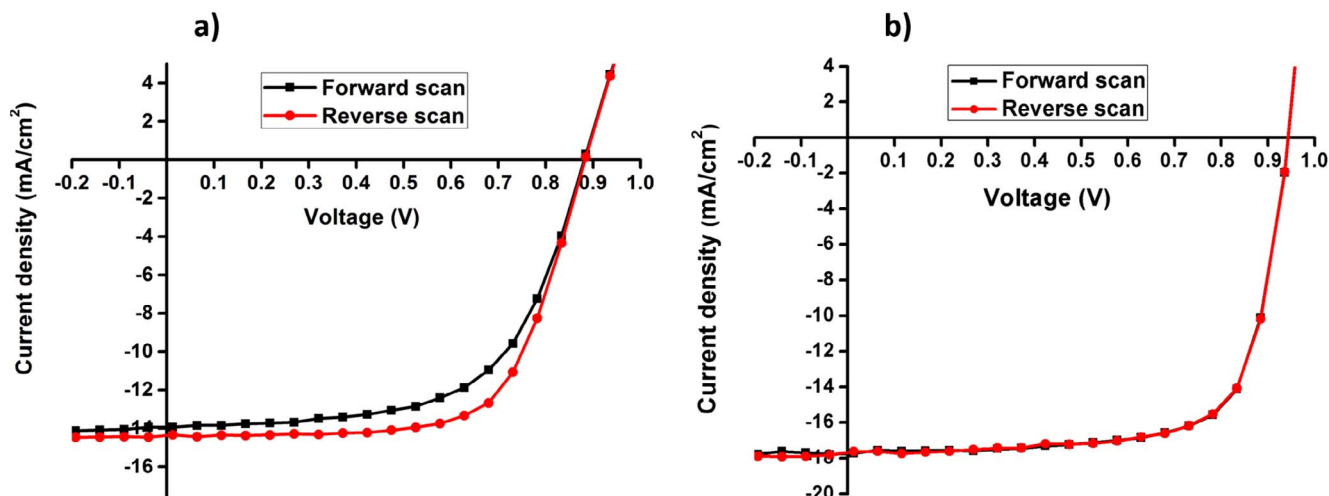 a)
4
2
-2
-4
-6
-8
-10
-12
-14
-16
Forward scan
Reverse scan
-0.2 -0.1 0.1 0.2 0.3 0.4 0.5 0.6 0.7 0.8 0.9 1.0
Voltage (V)
Current density (mA/cm²)
b)
4
2
-2
-4
-6
-8
-10
-12
-14
-16
-18
-20
Forward scan
Reverse scan
-0.2 -0.1 0.1 0.2 0.3 0.4 0.5 0.6 0.7 0.8 0.9 1.0
Voltage (V)
Current density (mA/cm²)